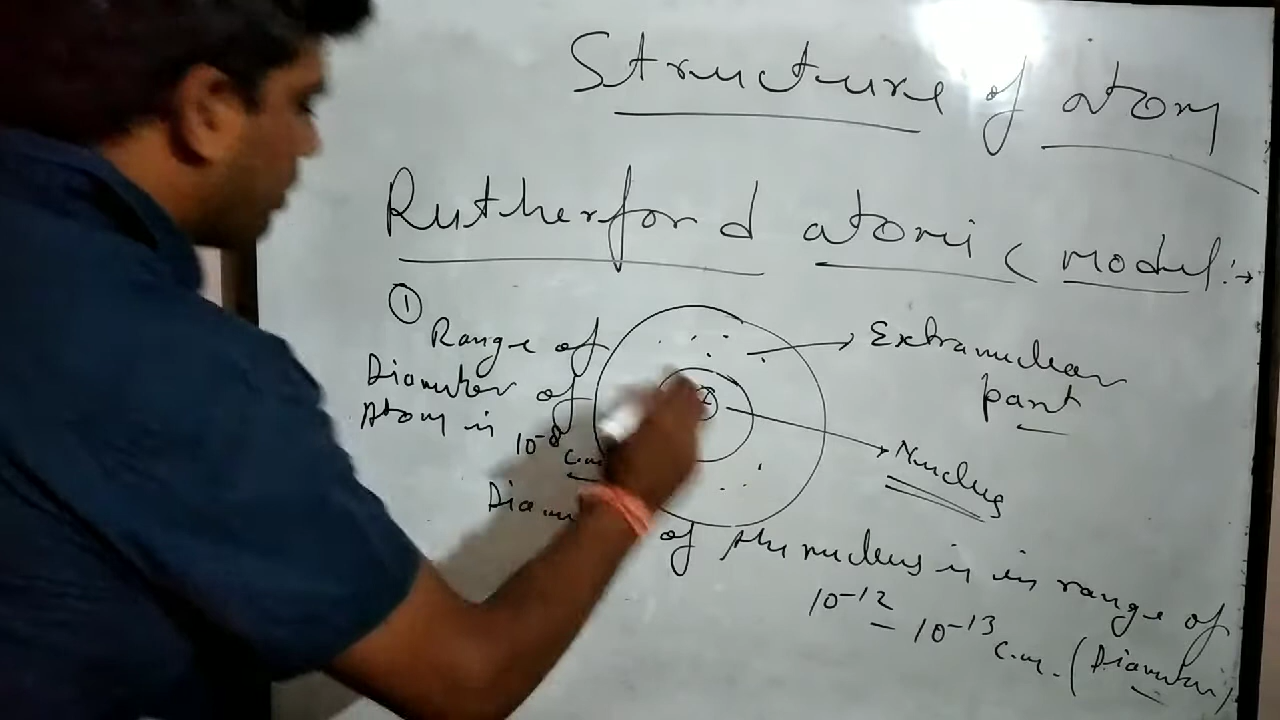 Structure of atom
Rutherford atomic model :→
① Range of
Diameter of
Atom is
10⁻⁸ c.m
Extranuclear
part
Nucleus
of the nucleus is in range of
10⁻¹² – 10⁻¹³ c.m. (Diameter)